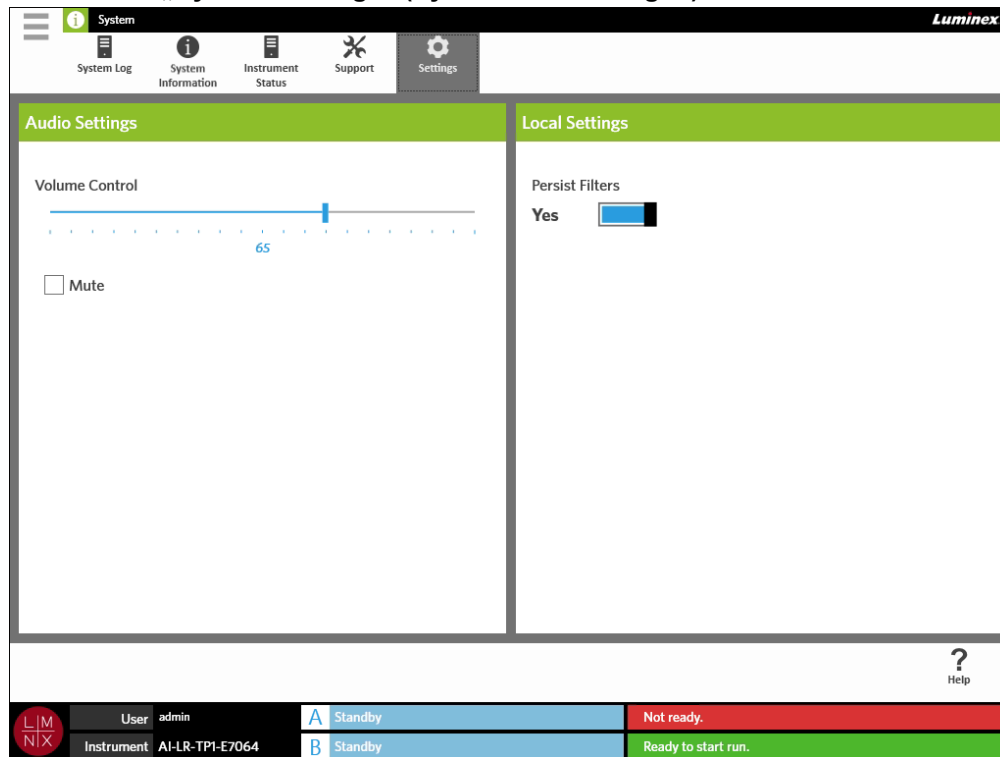 System
Luminex
System Log
System
Information
Instrument
Status
Support
Settings
Audio Settings
Local Settings
Volume Control
65
Mute
Persist Filters
Yes
?
Help
L M
N X
User admin
A Standby
Not ready.
Instrument AI-LR-TP1-E7064
B Standby
Ready to start run.